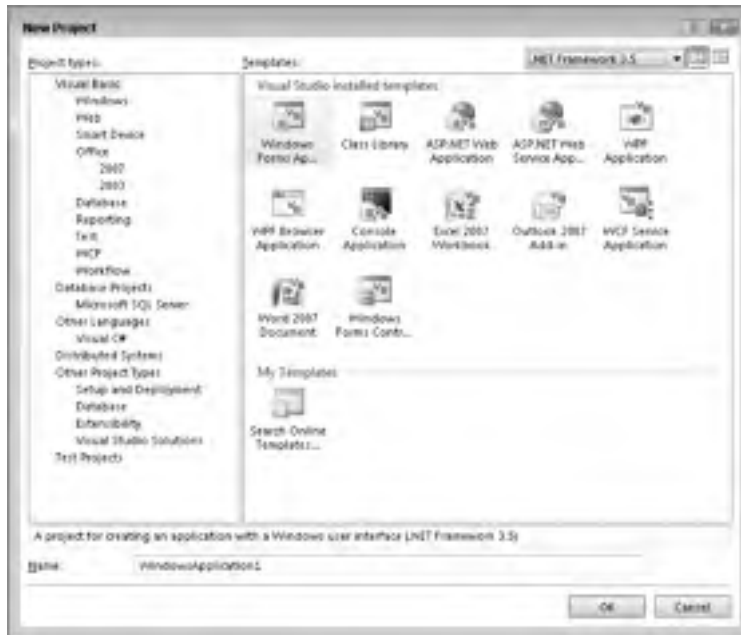 New Project
Project types:
Templates:
.NET Framework 3.5
Visual Basic
Windows
Web
Smart Device
Office
2007
2003
Database
Reporting
Test
WCF
Workflow
Database Projects
Microsoft SQL Server
Other Languages
Visual C#
Distributed Systems
Other Project Types
Setup and Deployment
Database
Extensibility
Visual Studio Solutions
Test Projects
Visual Studio installed templates
Windows Forms Ap...
Class Library
ASP.NET Web Application
ASP.NET Web Service App...
WPF Application
WPF Browser Application
Console Application
Excel 2007 Workbook
Outlook 2007 Add-in
WCF Service Application
Word 2007 Document
Windows Forms Contr...
My Templates
Search Online Templates...
A project for creating an application with a Windows user interface (.NET Framework 3.5)
Name:
WindowsApplication1
OK
Cancel